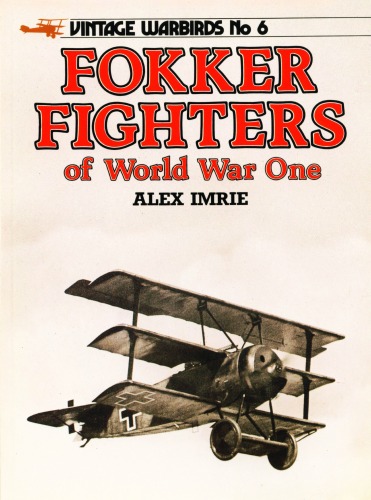 VINTAGE WARBIRDS No 6
FOKKER
FIGHTERS
of World War One
ALEX IMRIE